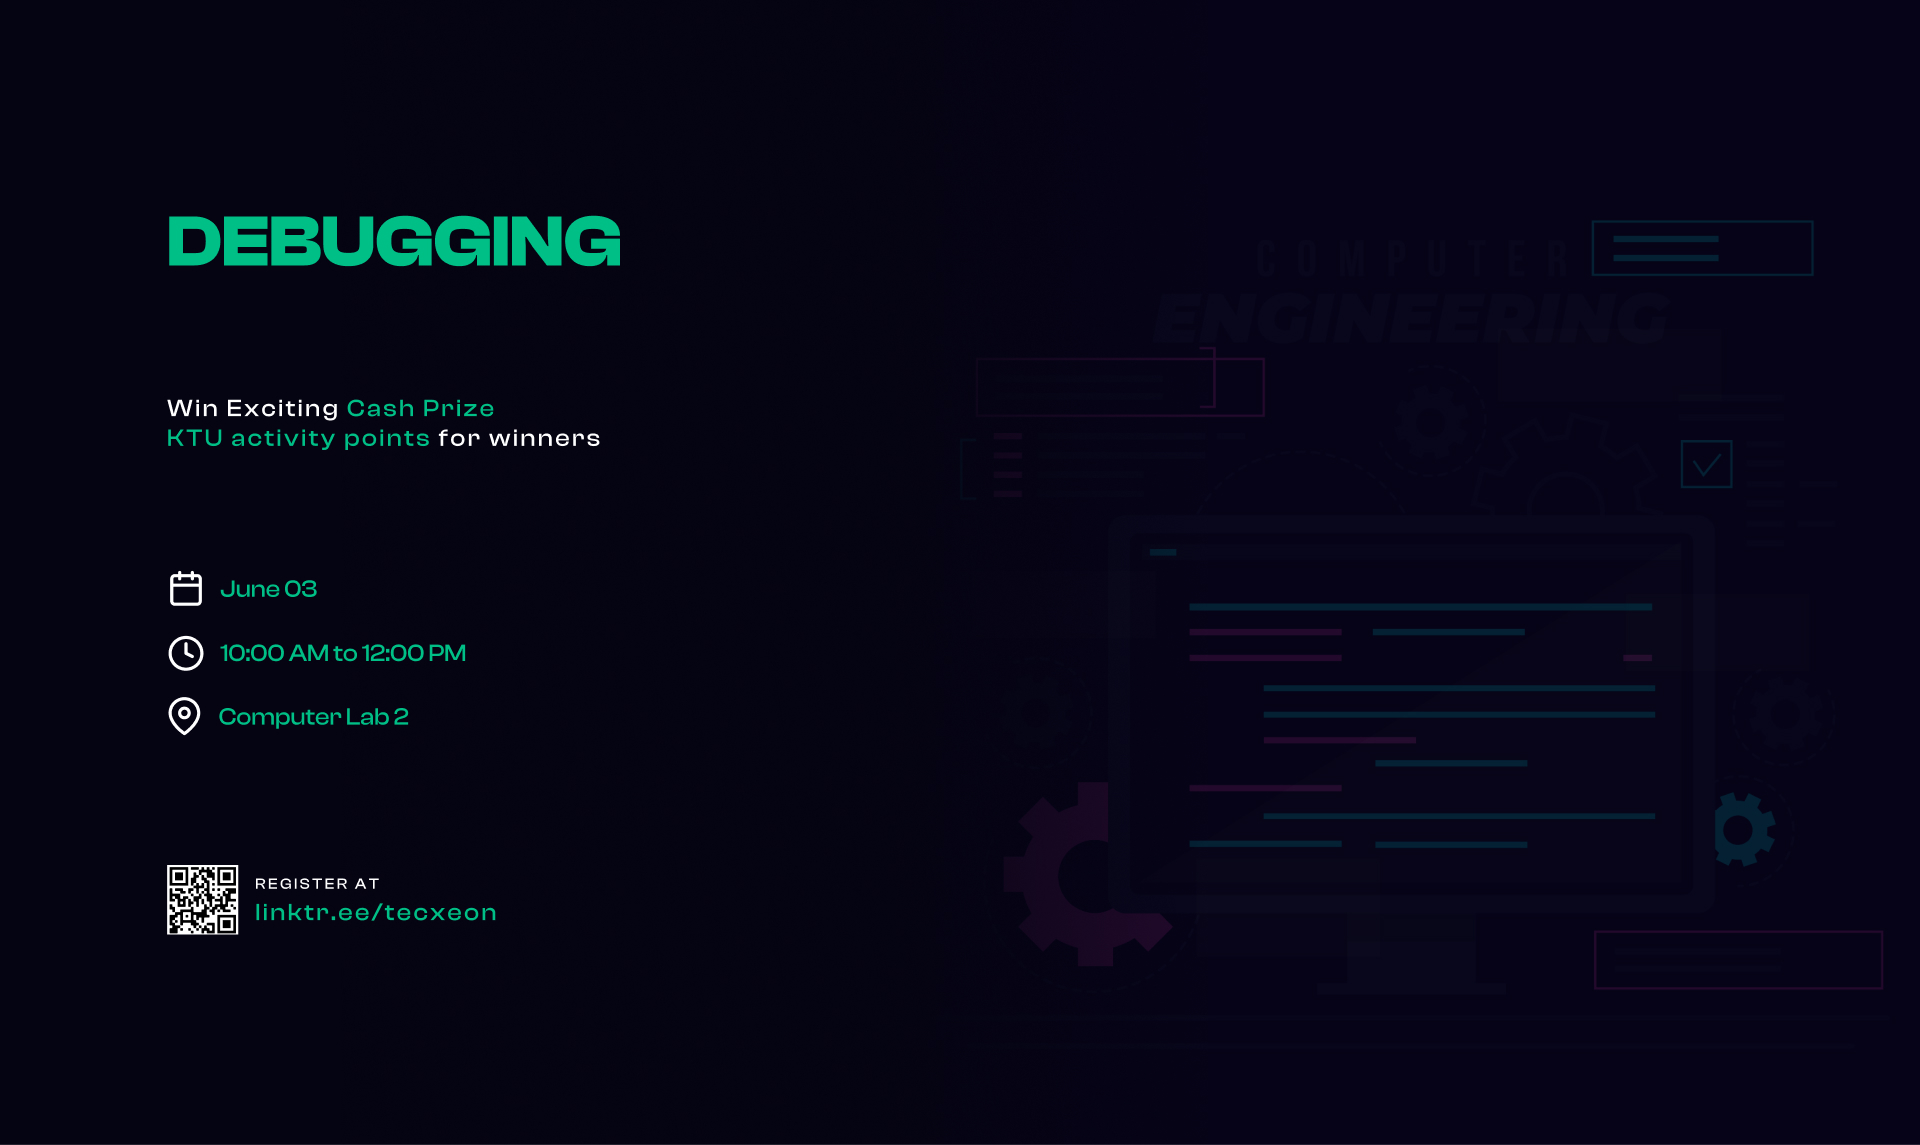 DEBUGGING
COMPUTER
ENGINEERING
Win Exciting Cash Prize
KTU activity points for winners
June 03
10:00 AM to 12:00 PM
Computer Lab 2
REGISTER AT
linktr.ee/tecxeon